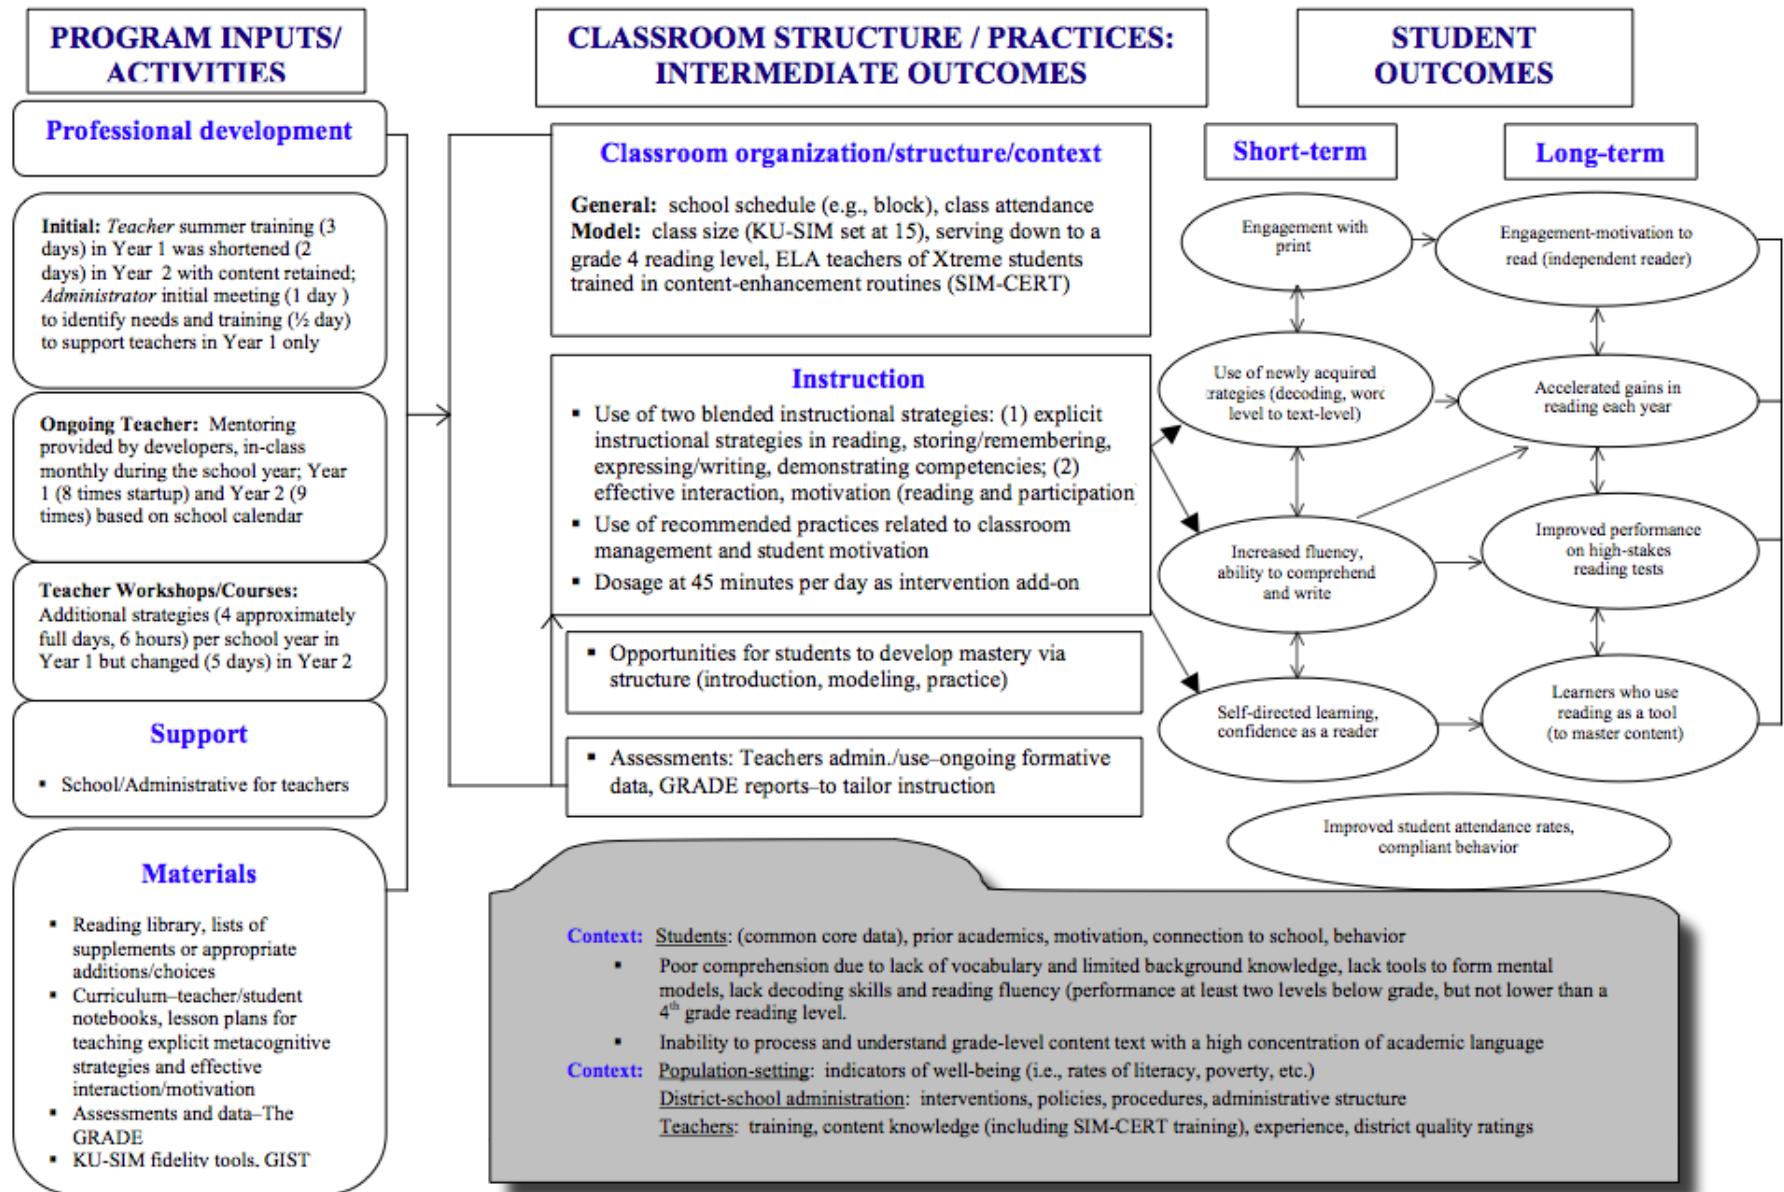 PROGRAM INPUTS/
ACTIVITIES
Professional development
Initial: Teacher summer training (3
days) in Year 1 was shortened (2
days) in Year 2 with content retained;
Administrator initial meeting (1 day )
to identify needs and training (½ day)
to support teachers in Year 1 only
Ongoing Teacher: Mentoring
provided by developers, in-class
monthly during the school year; Year
1 (8 times startup) and Year 2 (9
times) based on school calendar
Teacher Workshops/Courses:
Additional strategies (4 approximately
full days, 6 hours) per school year in
Year 1 but changed (5 days) in Year 2
Support
▪ School/Administrative for teachers
Materials
▪ Reading library, lists of
supplements or appropriate
additions/choices
▪ Curriculum–teacher/student
notebooks, lesson plans for
teaching explicit metacognitive
strategies and effective
interaction/motivation
▪ Assessments and data–The
GRADE
▪ KU-SIM fidelity tools, GIST
CLASSROOM STRUCTURE / PRACTICES:
INTERMEDIATE OUTCOMES
Classroom organization/structure/context
General: school schedule (e.g., block), class attendance
Model: class size (KU-SIM set at 15), serving down to a
grade 4 reading level, ELA teachers of Xtreme students
trained in content-enhancement routines (SIM-CERT)
Instruction
▪ Use of two blended instructional strategies: (1) explicit
instructional strategies in reading, storing/remembering,
expressing/writing, demonstrating competencies; (2)
effective interaction, motivation (reading and participation)
▪ Use of recommended practices related to classroom
management and student motivation
▪ Dosage at 45 minutes per day as intervention add-on
▪ Opportunities for students to develop mastery via
structure (introduction, modeling, practice)
▪ Assessments: Teachers admin./use–ongoing formative
data, GRADE reports–to tailor instruction
STUDENT
OUTCOMES
Short-term
Engagement with
print
Use of newly acquired
rategies (decoding, word
level to text-level)
Increased fluency,
ability to comprehend
and write
Self-directed learning,
confidence as a reader
Long-term
Engagement-motivation to
read (independent reader)
Accelerated gains in
reading each year
Improved performance
on high-stakes
reading tests
Learners who use
reading as a tool
(to master content)
Improved student attendance rates,
compliant behavior
Context: Students: (common core data), prior academics, motivation, connection to school, behavior
▪ Poor comprehension due to lack of vocabulary and limited background knowledge, lack tools to form mental
models, lack decoding skills and reading fluency (performance at least two levels below grade, but not lower than a
4th grade reading level.
▪ Inability to process and understand grade-level content text with a high concentration of academic language
Context: Population-setting: indicators of well-being (i.e., rates of literacy, poverty, etc.)
District-school administration: interventions, policies, procedures, administrative structure
Teachers: training, content knowledge (including SIM-CERT training), experience, district quality ratings